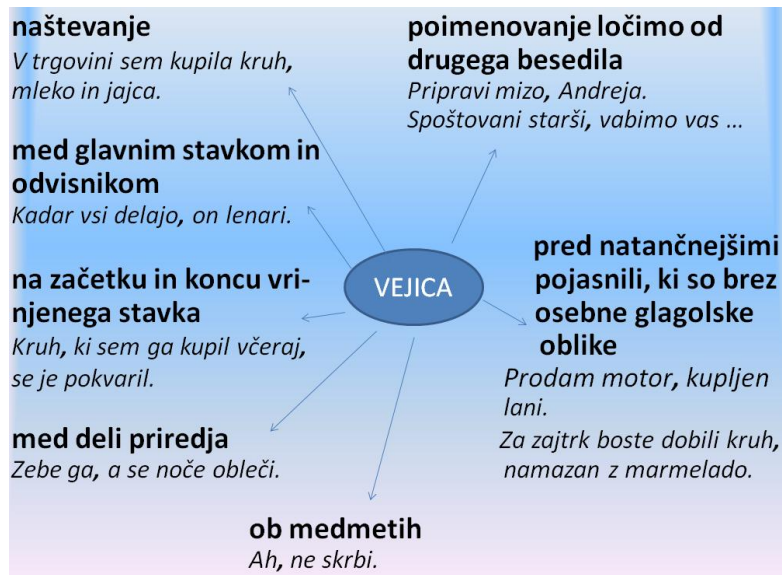 naštevanje
V trgovini sem kupila kruh,
mleko in jajca.
poimenovanje ločimo od
drugega besedila
Pripravi mizo, Andreja.
Spoštovani starši, vabimo vas ...
med glavnim stavkom in
odvisnikom
Kadar vsi delajo, on lenari.
VEJICA
pred natančnejšimi
pojasnili, ki so brez
osebne glagolske
oblike
Prodam motor, kupljen
lani.
Za zajtrk boste dobili kruh,
namazan z marmelado.
na začetku in koncu vri-
njenega stavka
Kruh, ki sem ga kupil včeraj,
se je pokvaril.
med deli priredja
Zebe ga, a se noče obleči.
ob medmetih
Ah, ne skrbi.